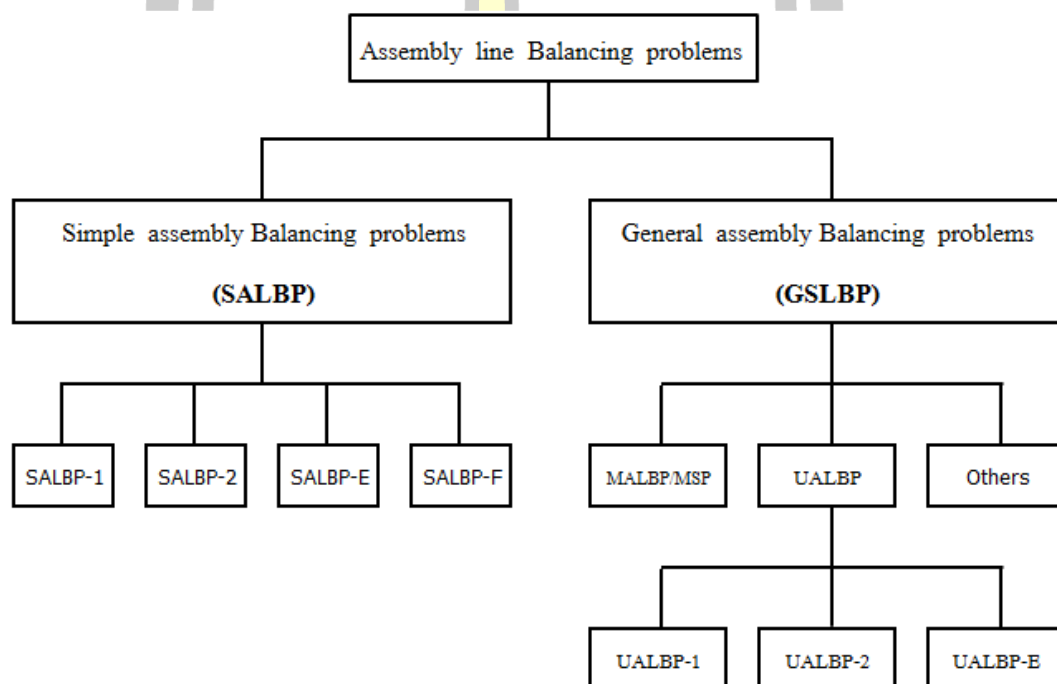 Assembly line Balancing problems
Simple assembly Balancing problems
(SALBP)
General assembly Balancing problems
(GSLBP)
SALBP-1
SALBP-2
SALBP-E
SALBP-F
MALBP/MSP
UALBP
Others
UALBP-1
UALBP-2
UALBP-E